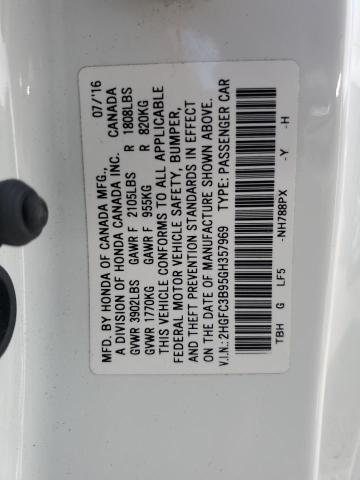 MFD. BY HONDA OF CANADA MFG., 07/'16
A DIVISION OF HONDA CANADA INC. CANADA
GVWR 3902LBS GAWR F 2105LBS R 1808LBS
GVWR 1770KG GAWR F 955KG R 820KG
THIS VEHICLE CONFORMS TO ALL APPLICABLE
FEDERAL MOTOR VEHICLE SAFETY, BUMPER,
AND THEFT PREVENTION STANDARDS IN EFFECT
ON THE DATE OF MANUFACTURE SHOWN ABOVE.
V.I.N.:2HGFC3B95GH357969 TYPE: PASSENGER CAR
TBH G LF5 -NH788PX -Y -H